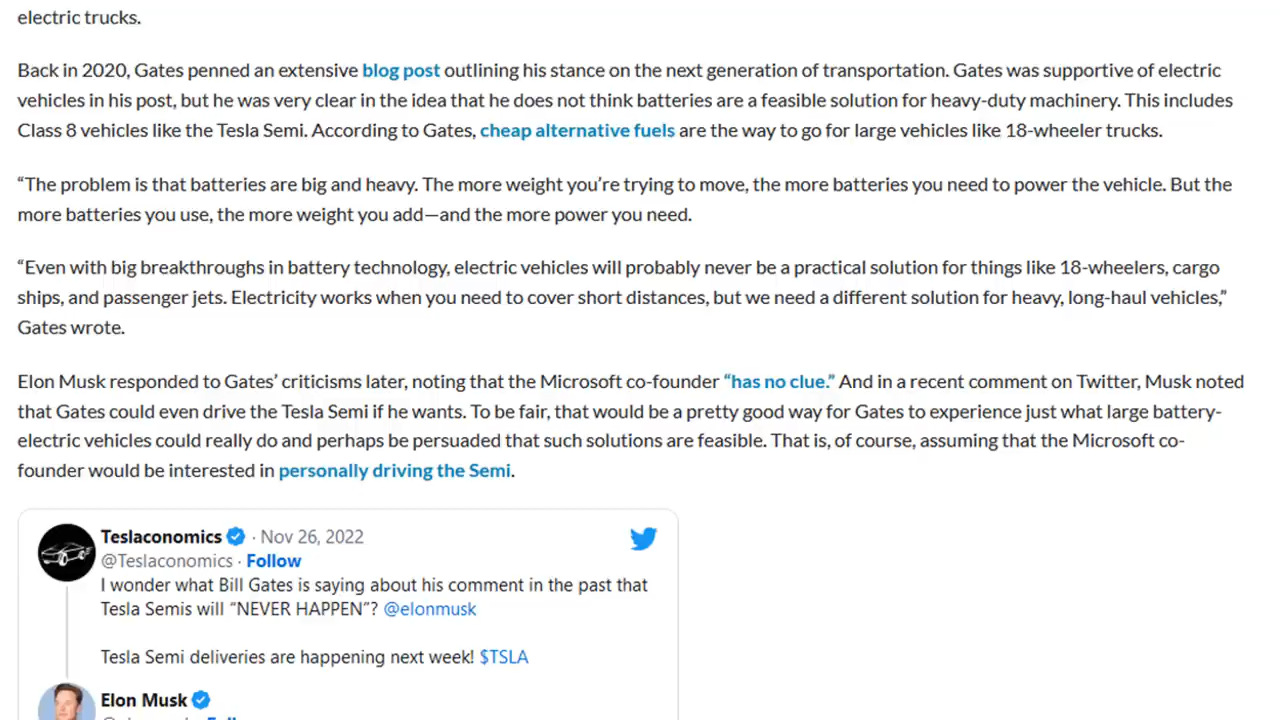 electric trucks.
Back in 2020, Gates penned an extensive blog post outlining his stance on the next generation of transportation. Gates was supportive of electric
vehicles in his post, but he was very clear in the idea that he does not think batteries are a feasible solution for heavy-duty machinery. This includes
Class 8 vehicles like the Tesla Semi. According to Gates, cheap alternative fuels are the way to go for large vehicles like 18-wheeler trucks.
“The problem is that batteries are big and heavy. The more weight you’re trying to move, the more batteries you need to power the vehicle. But the
more batteries you use, the more weight you add—and the more power you need.
“Even with big breakthroughs in battery technology, electric vehicles will probably never be a practical solution for things like 18-wheelers, cargo
ships, and passenger jets. Electricity works when you need to cover short distances, but we need a different solution for heavy, long-haul vehicles,”
Gates wrote.
Elon Musk responded to Gates’ criticisms later, noting that the Microsoft co-founder “has no clue.” And in a recent comment on Twitter, Musk noted
that Gates could even drive the Tesla Semi if he wants. To be fair, that would be a pretty good way for Gates to experience just what large battery-
electric vehicles could really do and perhaps be persuaded that such solutions are feasible. That is, of course, assuming that the Microsoft co-
founder would be interested in personally driving the Semi.
Teslaconomics · Nov 26, 2022
@Teslaconomics · Follow
I wonder what Bill Gates is saying about his comment in the past that
Tesla Semis will “NEVER HAPPEN”? @elonmusk
Tesla Semi deliveries are happening next week! $TSLA
Elon Musk